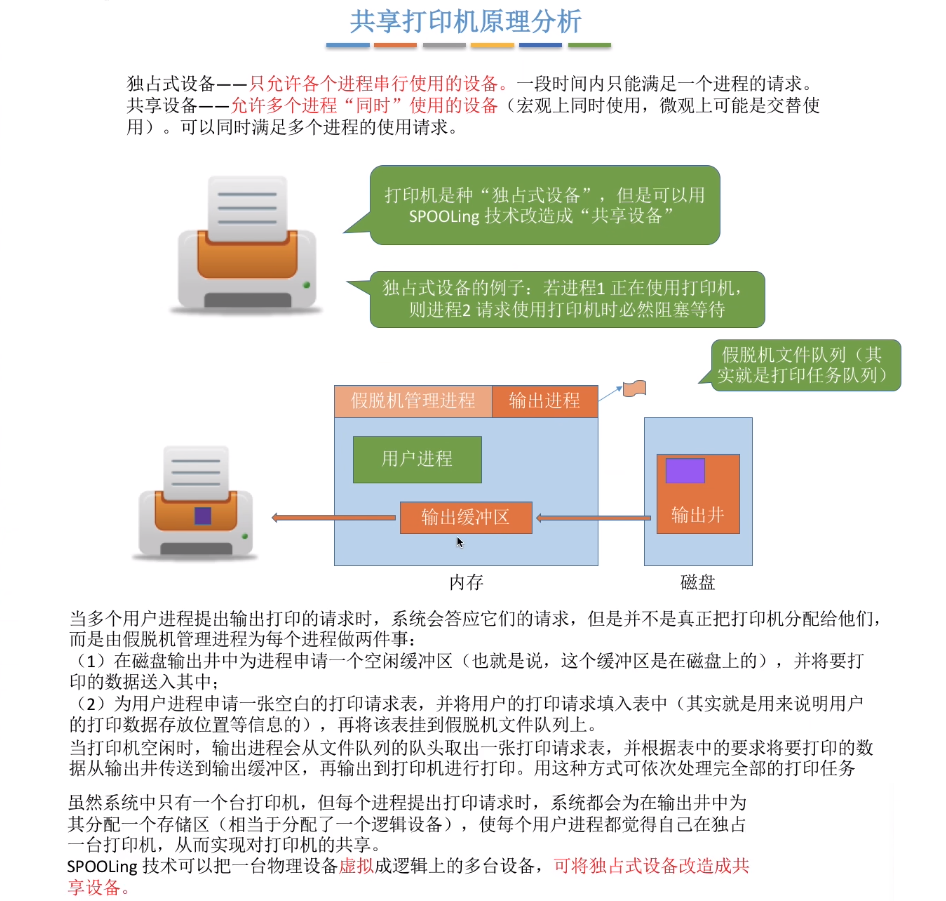 共享打印机原理分析
独占式设备——只允许各个进程串行使用的设备。一段时间内只能满足一个进程的请求。
共享设备——允许多个进程“同时”使用的设备（宏观上同时使用，微观上可能是交替使
用）。可以同时满足多个进程的使用请求。
打印机是种“独占式设备”，但是可以用
SPOOLing 技术改造成“共享设备”
独占式设备的例子：若进程1 正在使用打印机，
则进程2 请求使用打印机时必然阻塞等待
假脱机文件队列（其
实就是打印任务队列）
假脱机管理进程
输出进程
用户进程
输出缓冲区
输出井
内存
磁盘
当多个用户进程提出输出打印的请求时，系统会答应它们的请求，但是并不是真正把打印机分配给他们，
而是由假脱机管理进程为每个进程做两件事：
（1）在磁盘输出井中为进程申请一个空闲缓冲区（也就是说，这个缓冲区是在磁盘上的），并将要打
印的数据送入其中；
（2）为用户进程申请一张空白的打印请求表，并将用户的打印请求填入表中（其实就是用来说明用户
的打印数据存放位置等信息的），再将该表挂到假脱机文件队列上。
当打印机空闲时，输出进程会从文件队列的队头取出一张打印请求表，并根据表中的要求将要打印的数
据从输出井传送到输出缓冲区，再输出到打印机进行打印。用这种方式可依次处理完全部的打印任务
虽然系统中只有一个台打印机，但每个进程提出打印请求时，系统都会为在输出井中为
其分配一个存储区（相当于分配了一个逻辑设备），使每个用户进程都觉得自己在独占
一台打印机，从而实现对打印机的共享。
SPOOLing 技术可以把一台物理设备虚拟成逻辑上的多台设备，可将独占式设备改造成共
享设备。